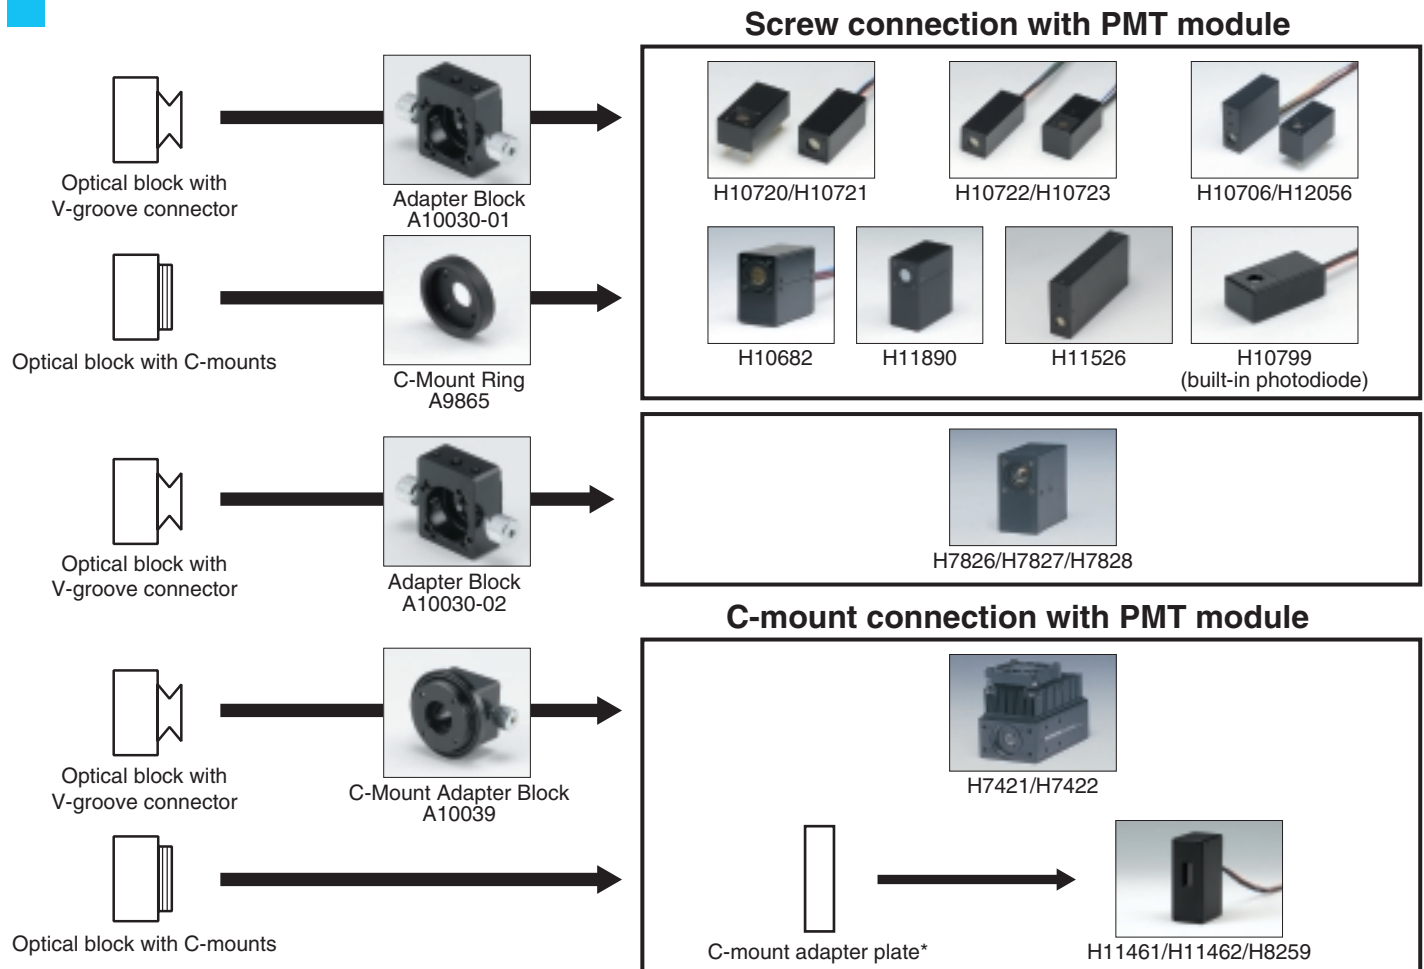 Screw connection with PMT module
Optical block with
V-groove connector
Adapter Block
A10030-01
H10720/H10721
H10722/H10723
H10706/H12056
Optical block with C-mounts
C-Mount Ring
A9865
H10682
H11890
H11526
H10799
(built-in photodiode)
Optical block with
V-groove connector
Adapter Block
A10030-02
H7826/H7827/H7828
C-mount connection with PMT module
Optical block with
V-groove connector
C-Mount Adapter Block
A10039
H7421/H7422
Optical block with C-mounts
C-mount adapter plate*
H11461/H11462/H8259